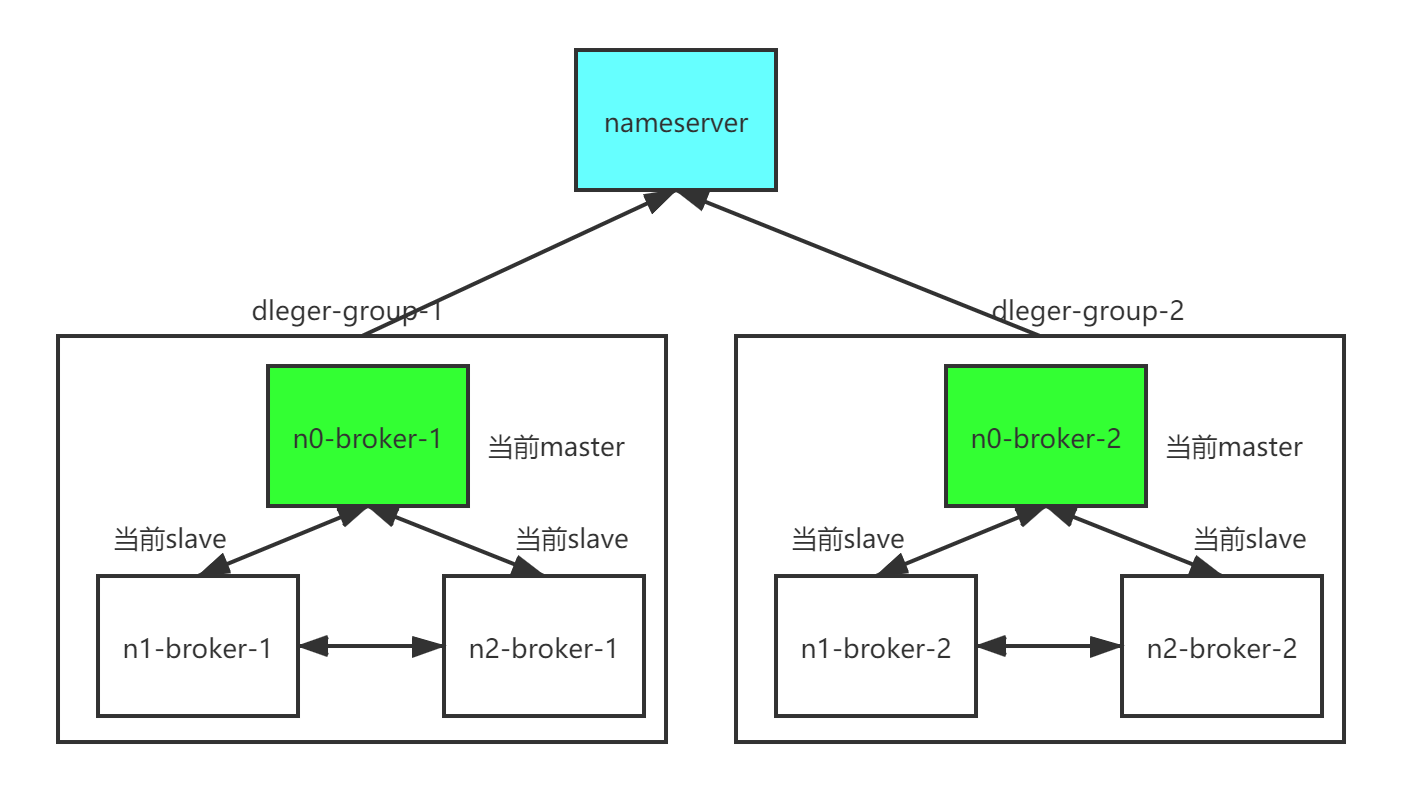 nameserver
dleger-group-1
dleger-group-2
n0-broker-1
当前master
n0-broker-2
当前master
当前slave
当前slave
当前slave
当前slave
n1-broker-1
n2-broker-1
n1-broker-2
n2-broker-2